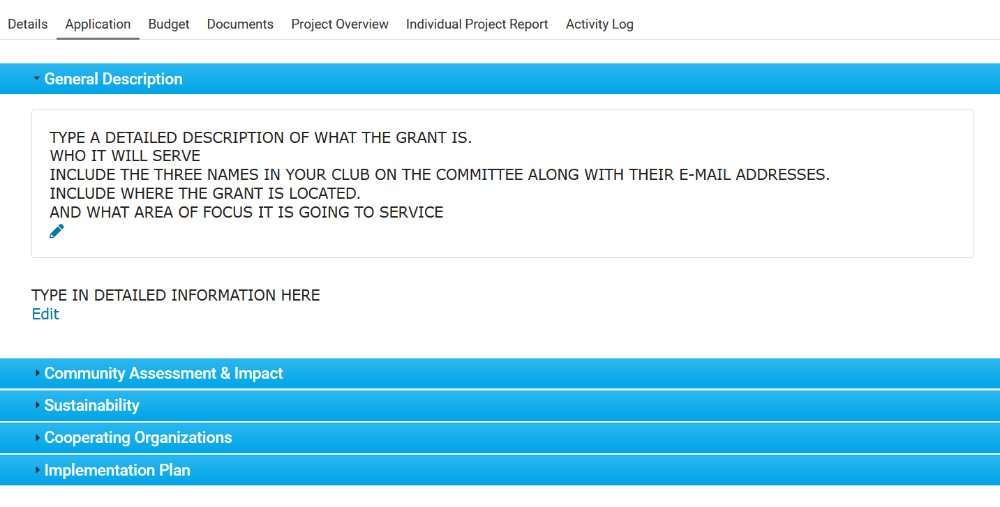 Details Application Budget Documents Project Overview Individual Project Report Activity Log
General Description
TYPE A DETAILED DESCRIPTION OF WHAT THE GRANT IS.
WHO IT WILL SERVE
INCLUDE THE THREE NAMES IN YOUR CLUB ON THE COMMITTEE ALONG WITH THEIR E-MAIL ADDRESSES.
INCLUDE WHERE THE GRANT IS LOCATED.
AND WHAT AREA OF FOCUS IT IS GOING TO SERVICE
TYPE IN DETAILED INFORMATION HERE
Edit
Community Assessment & Impact
Sustainability
Cooperating Organizations
Implementation Plan